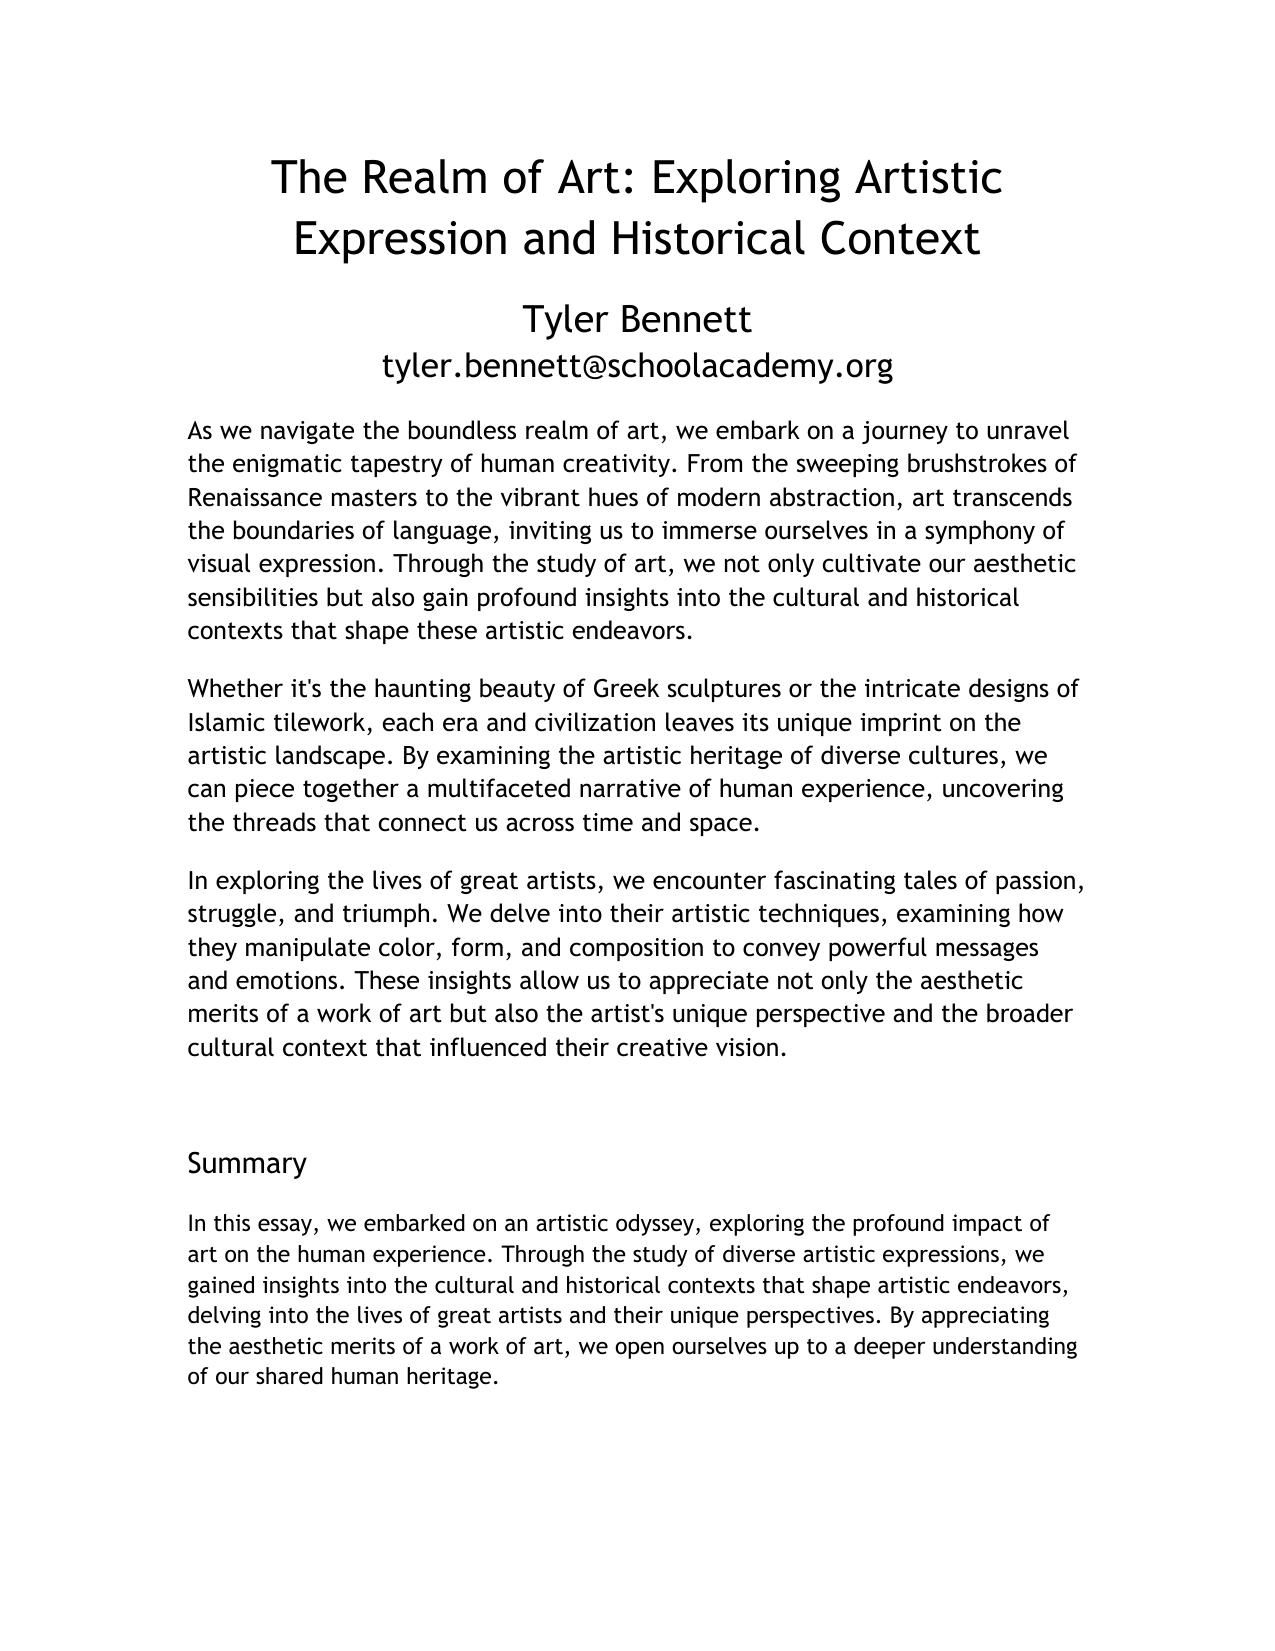 The Realm of Art: Exploring Artistic
Expression and Historical Context
Tyler Bennett
tyler.bennett@schoolacademy.org
As we navigate the boundless realm of art, we embark on a journey to unravel
the enigmatic tapestry of human creativity. From the sweeping brushstrokes of
Renaissance masters to the vibrant hues of modern abstraction, art transcends
the boundaries of language, inviting us to immerse ourselves in a symphony of
visual expression. Through the study of art, we not only cultivate our aesthetic
sensibilities but also gain profound insights into the cultural and historical
contexts that shape these artistic endeavors.
Whether it's the haunting beauty of Greek sculptures or the intricate designs of
Islamic tilework, each era and civilization leaves its unique imprint on the
artistic landscape. By examining the artistic heritage of diverse cultures, we
can piece together a multifaceted narrative of human experience, uncovering
the threads that connect us across time and space.
In exploring the lives of great artists, we encounter fascinating tales of passion,
struggle, and triumph. We delve into their artistic techniques, examining how
they manipulate color, form, and composition to convey powerful messages
and emotions. These insights allow us to appreciate not only the aesthetic
merits of a work of art but also the artist's unique perspective and the broader
cultural context that influenced their creative vision.
Summary
In this essay, we embarked on an artistic odyssey, exploring the profound impact of
art on the human experience. Through the study of diverse artistic expressions, we
gained insights into the cultural and historical contexts that shape artistic endeavors,
delving into the lives of great artists and their unique perspectives. By appreciating
the aesthetic merits of a work of art, we open ourselves up to a deeper understanding
of our shared human heritage.